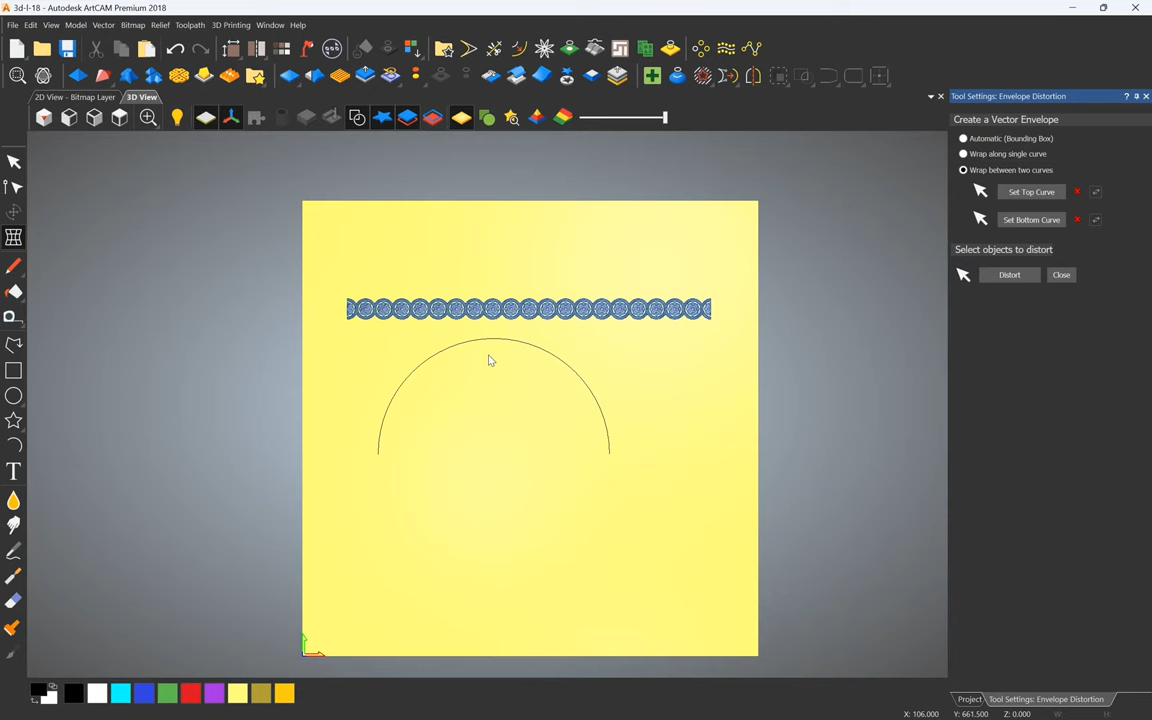 3d-l-18 - Autodesk ArtCAM Premium 2018
File Edit View Model Vector Bitmap Relief Toolpath 3D Printing Window Help
2D View - Bitmap Layer 3D View
Tool Settings: Envelope Distortion
Create a Vector Envelope
Automatic (Bounding Box)
Wrap along single curve
Wrap between two curves
Set Top Curve
Set Bottom Curve
Select objects to distort
Distort Close
T
Project Tool Settings: Envelope Distortion
X: 106.000 Y: 661.500 Z: 0.000 W: H: